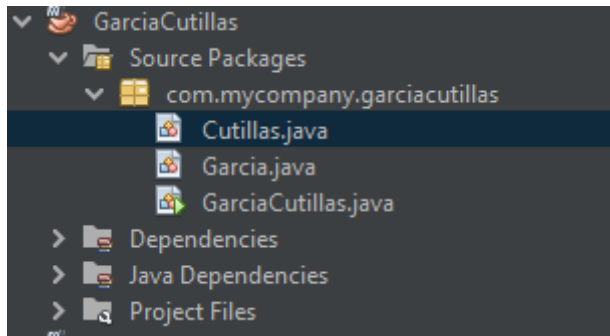 GarciaCutillas
Source Packages
com.mycompany.garciacutillas
Cutillas.java
Garcia.java
GarciaCutillas.java
Dependencies
Java Dependencies
Project Files